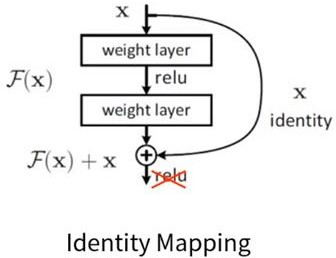 x
weight layer
relu
F(x)
weight layer
x
identity
F(x) + x
relu
Identity Mapping